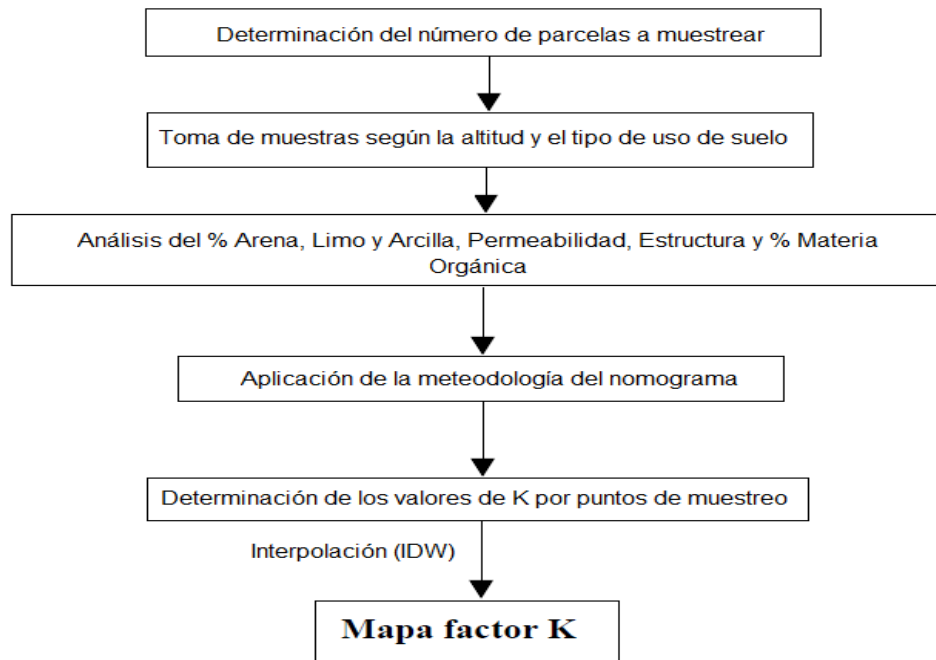 Determinación del número de parcelas a muestrear
Toma de muestras según la altitud y el tipo de uso de suelo
Análisis del % Arena, Limo y Arcilla, Permeabilidad, Estructura y % Materia
Orgánica
Aplicación de la meteodología del nomograma
Determinación de los valores de K por puntos de muestreo
Interpolación (IDW)
Mapa factor K